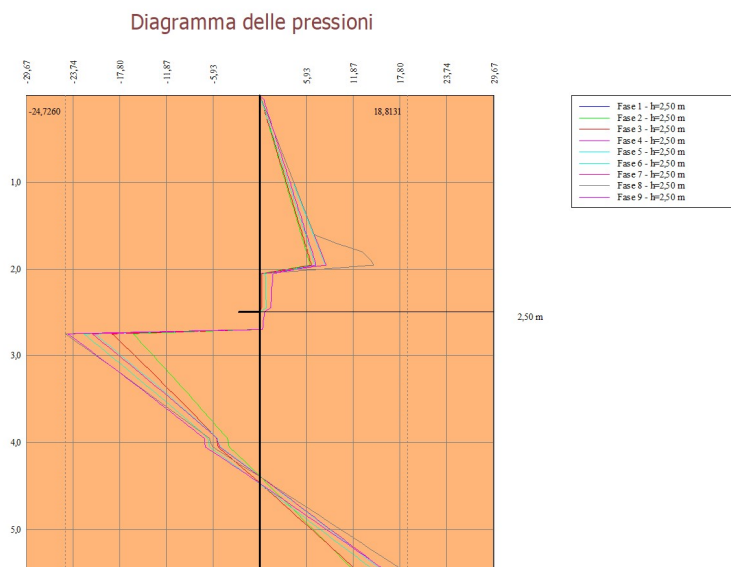 Diagramma delle pressioni
-29,67 -23,74 -17,80 -11,87 -5,93 5,93 11,87 17,80 23,74 29,67
-24,7260 18,8131
1,0
2,0
2,50 m
3,0
4,0
5,0
Fase 1 - h=2,50 m
Fase 2 - h=2,50 m
Fase 3 - h=2,50 m
Fase 4 - h=2,50 m
Fase 5 - h=2,50 m
Fase 6 - h=2,50 m
Fase 7 - h=2,50 m
Fase 8 - h=2,50 m
Fase 9 - h=2,50 m